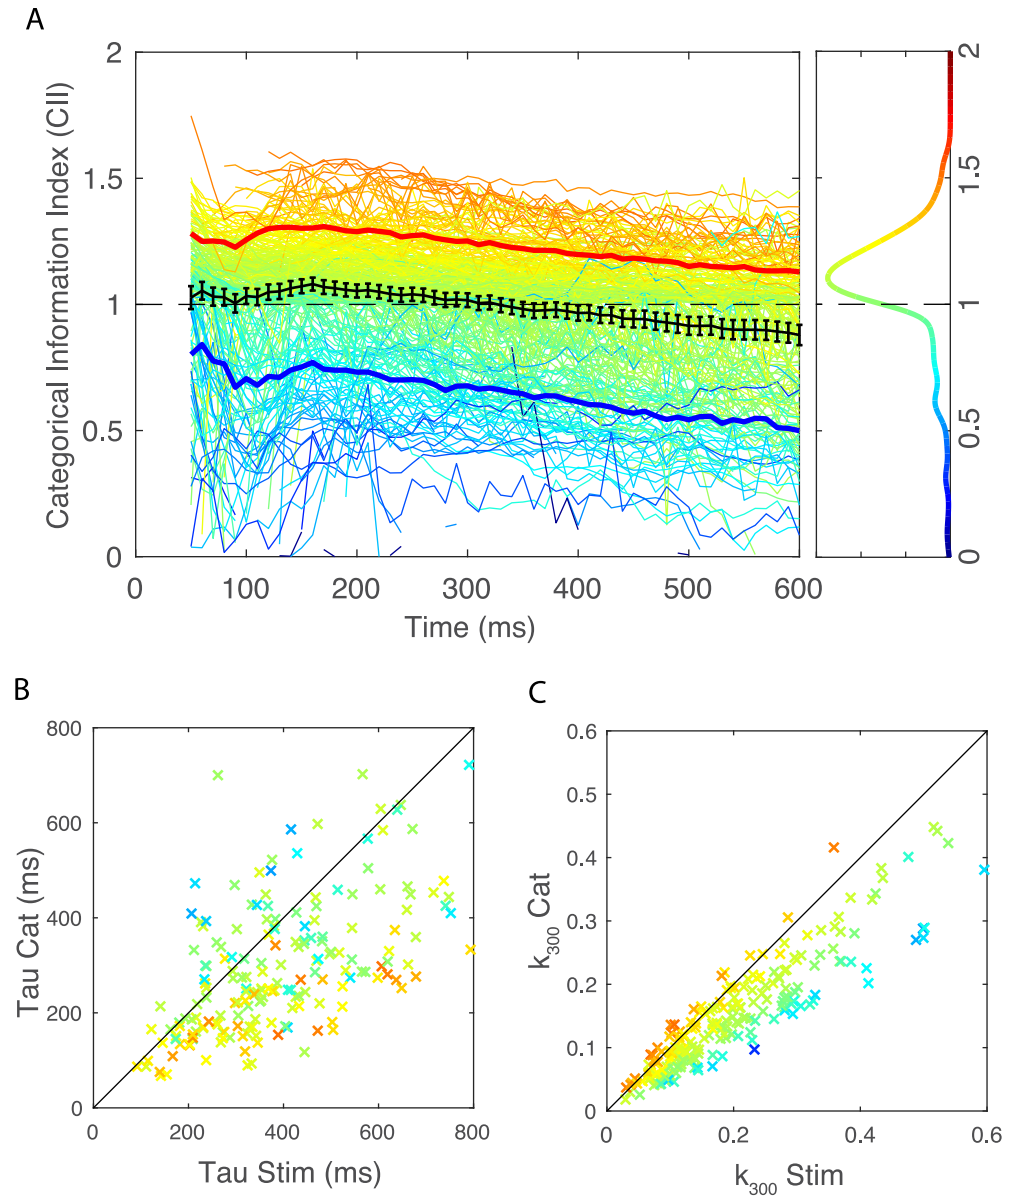 A
Categorical Information Index (CII)
2
1.5
1
0.5
0
0 100 200 300 400 500 600
Time (ms)
2
1.5
1
0.5
0
B
Tau Cat (ms)
800
600
400
200
0
0 200 400 600 800
Tau Stim (ms)
C
k300 Cat
0.6
0.5
0.4
0.3
0.2
0.1
0
0 0.2 0.4 0.6
k300 Stim